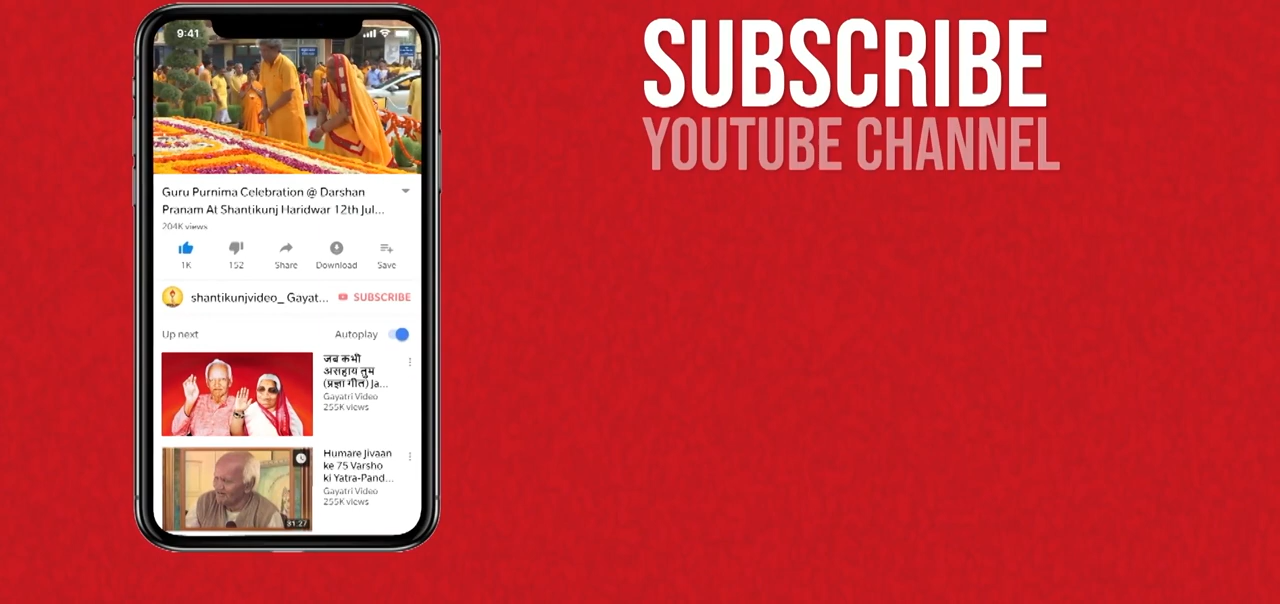 9:41
SUBSCRIBE
YOUTUBE CHANNEL
Guru Purnima Celebration @ Darshan
Pranam At Shantikunj Haridwar 12th Jul...
204K views
1K
152
Share
Download
Save
shantikunjvideo_ Gayat...
SUBSCRIBE
Up next
Autoplay
जब कभी
असहाय तुम
(प्रज्ञा गीत) Ja...
Gayatri Video
255K views
Humare Jivaan
ke 75 Varsho
ki Yatra-Pand...
Gayatri Video
255K views
31:27